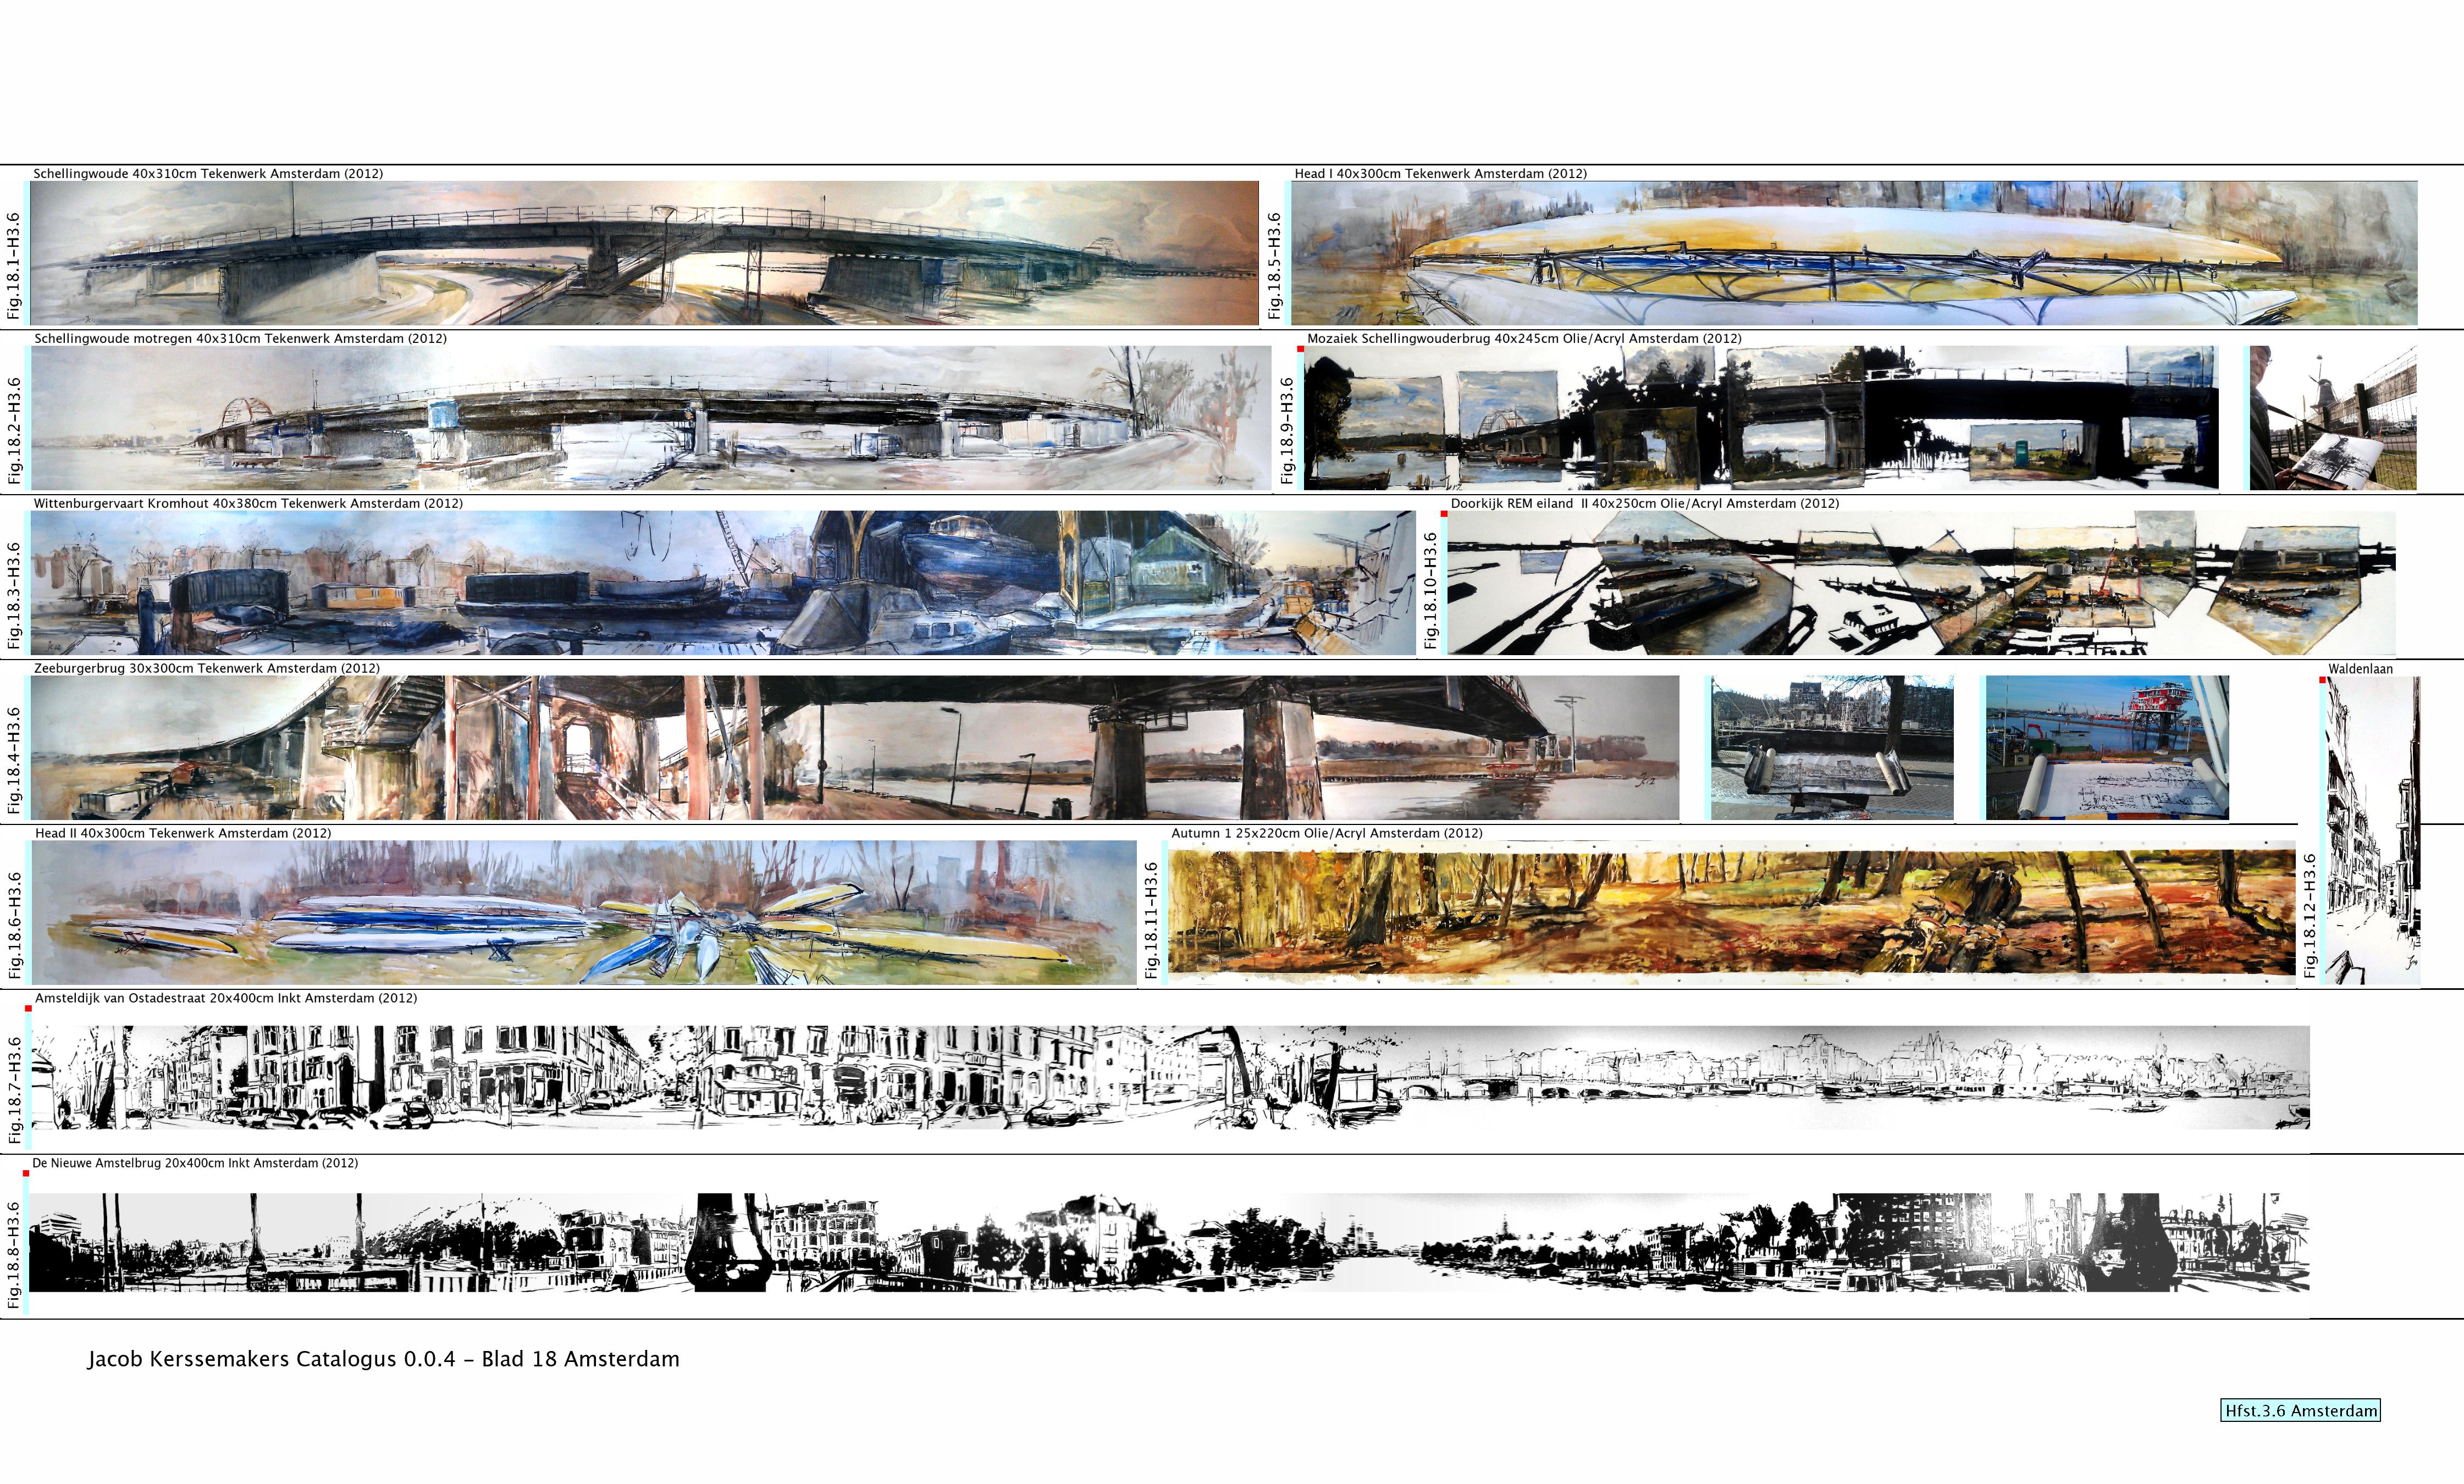 Schellingwoude 40x310cm Tekenwerk Amsterdam (2012)
Fig.18.1-H3.6
Head I 40x300cm Tekenwerk Amsterdam (2012)
Fig.18.5-H3.6
Schellingwoude motregen 40x310cm Tekenwerk Amsterdam (2012)
Fig.18.2-H3.6
Mozaiek Schellingwouderbrug 40x245cm Olie/Acryl Amsterdam (2012)
Fig.18.9-H3.6
Wittenburgervaart Kromhout 40x380cm Tekenwerk Amsterdam (2012)
Fig.18.3-H3.6
Doorkijk REM eiland II 40x250cm Olie/Acryl Amsterdam (2012)
Fig.18.10-H3.6
Zeeburgerbrug 30x300cm Tekenwerk Amsterdam (2012)
Fig.18.4-H3.6
Waldenlaan
Fig.18.12-H3.6
Head II 40x300cm Tekenwerk Amsterdam (2012)
Fig.18.6-H3.6
Autumn 1 25x220cm Olie/Acryl Amsterdam (2012)
Fig.18.11-H3.6
Amsteldijk van Ostadestraat 20x400cm Inkt Amsterdam (2012)
Fig.18.7-H3.6
De Nieuwe Amstelbrug 20x400cm Inkt Amsterdam (2012)
Fig.18.8-H3.6
Jacob Kerssemakers Catalogus 0.0.4 - Blad 18 Amsterdam
Hfst.3.6 Amsterdam